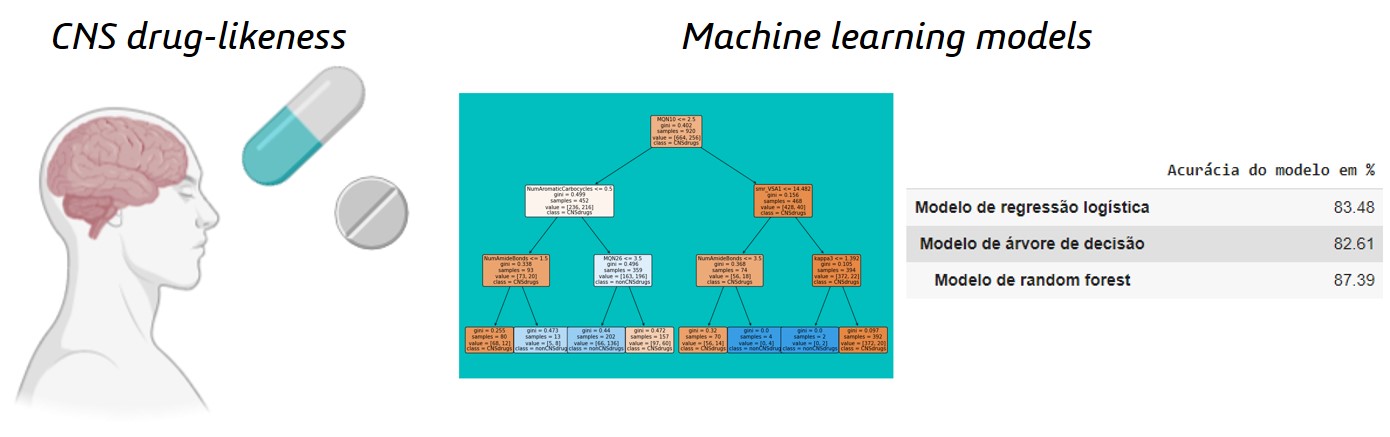 CNS drug-likeness
Machine learning models
MQN10 <= 2.5
gini = 0.402
samples = 920
value = [664, 256]
class = CNSdrugs
NumAromaticCarbocycles <= 0.5
gini = 0.499
samples = 452
value = [236, 216]
class = CNSdrugs
smr_VSA1 <= 14.482
gini = 0.156
samples = 468
value = [428, 40]
class = CNSdrugs
NumAmideBonds <= 1.5
gini = 0.338
samples = 93
value = [73, 20]
class = CNSdrugs
MQN26 <= 3.5
gini = 0.496
samples = 359
value = [163, 196]
class = nonCNSdrugs
NumAmideBonds <= 3.5
gini = 0.368
samples = 74
value = [56, 18]
class = CNSdrugs
kappa3 <= 1.392
gini = 0.105
samples = 394
value = [372, 22]
class = CNSdrugs
gini = 0.255
samples = 80
value = [68, 12]
class = CNSdrugs
gini = 0.473
samples = 13
value = [5, 8]
class = nonCNSdrugs
gini = 0.44
samples = 202
value = [66, 136]
class = nonCNSdrugs
gini = 0.472
samples = 157
value = [97, 60]
class = CNSdrugs
gini = 0.32
samples = 70
value = [56, 14]
class = CNSdrugs
gini = 0.0
samples = 4
value = [0, 4]
class = nonCNSdrugs
gini = 0.0
samples = 2
value = [0, 2]
class = nonCNSdrugs
gini = 0.097
samples = 392
value = [372, 20]
class = CNSdrugs
Acurácia do modelo em %
Modelo de regressão logística 83.48
Modelo de árvore de decisão 82.61
Modelo de random forest 87.39